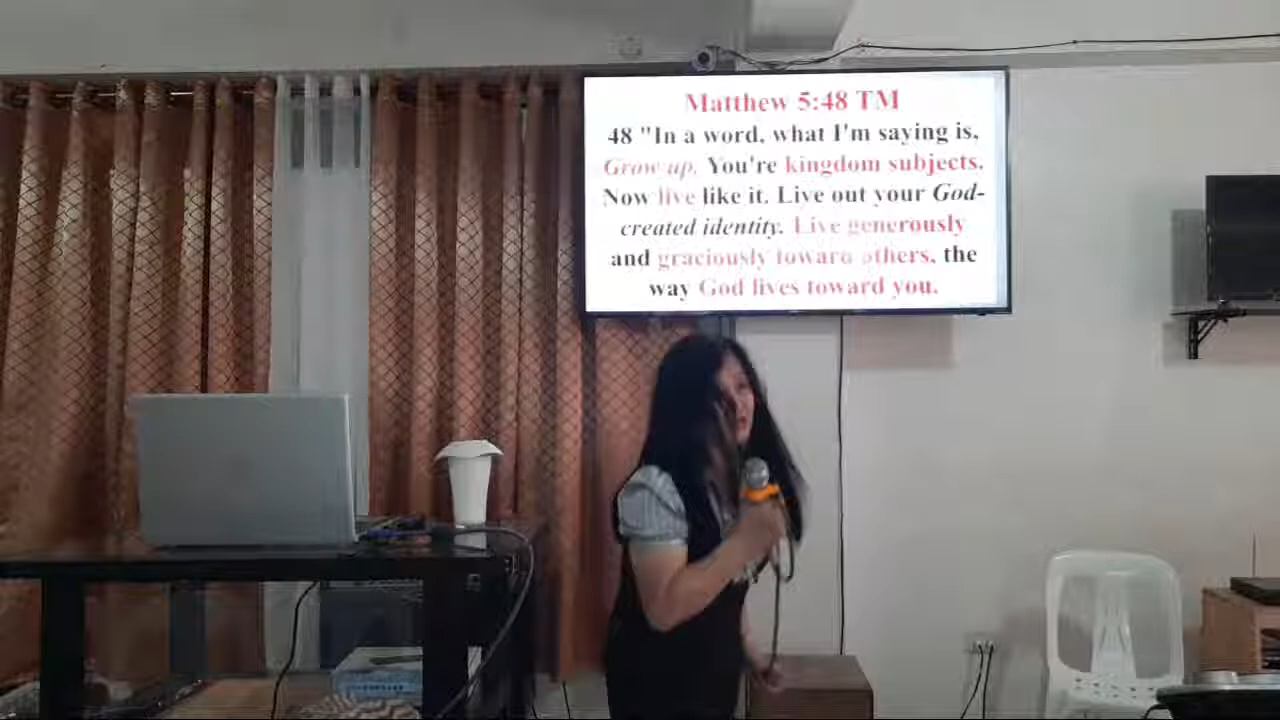 Matthew 5:48 TM
48 "In a word, what I'm saying is,
Grow up. You're kingdom subjects.
Now live like it. Live out your God-
created identity. Live generously
and graciously toward others, the
way God lives toward you.